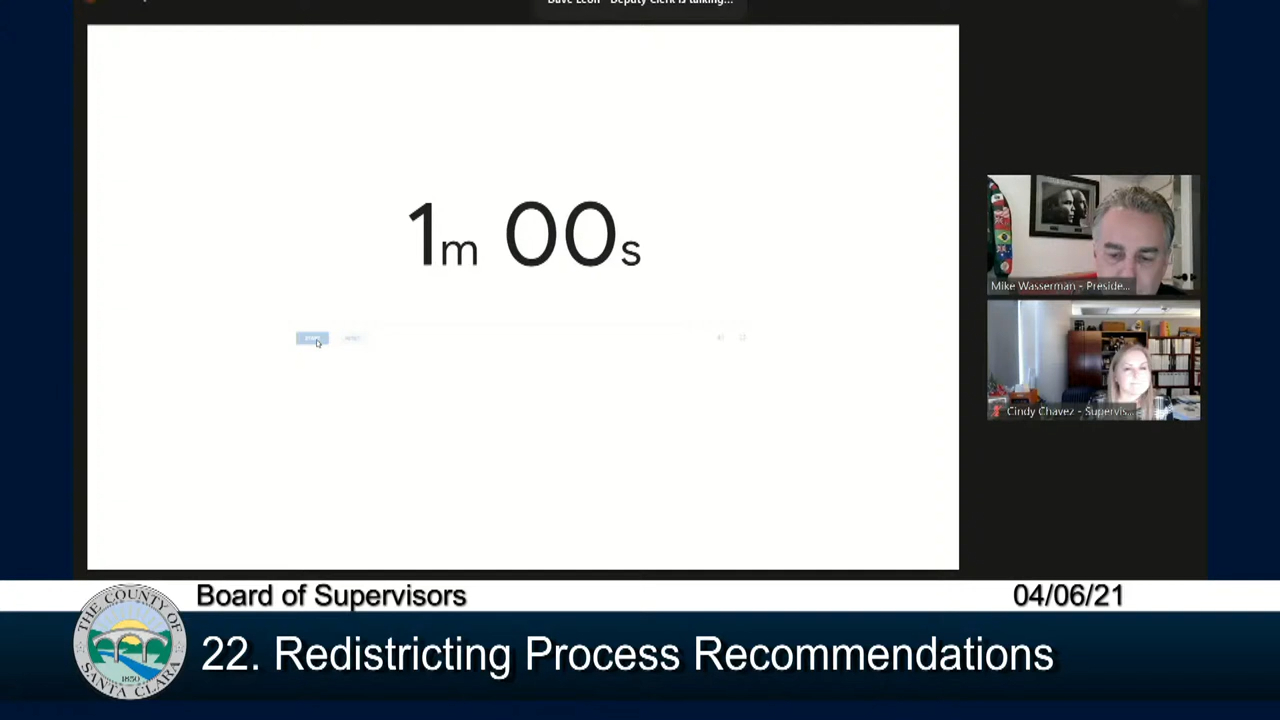 Dave Leon - Deputy Clerk is talking...
1m 00s
Mike Wasserman - Preside...
Cindy Chavez - Supervis...
THE COUNTY OF
SANTA CLARA
1850
Board of Supervisors
04/06/21
22. Redistricting Process Recommendations